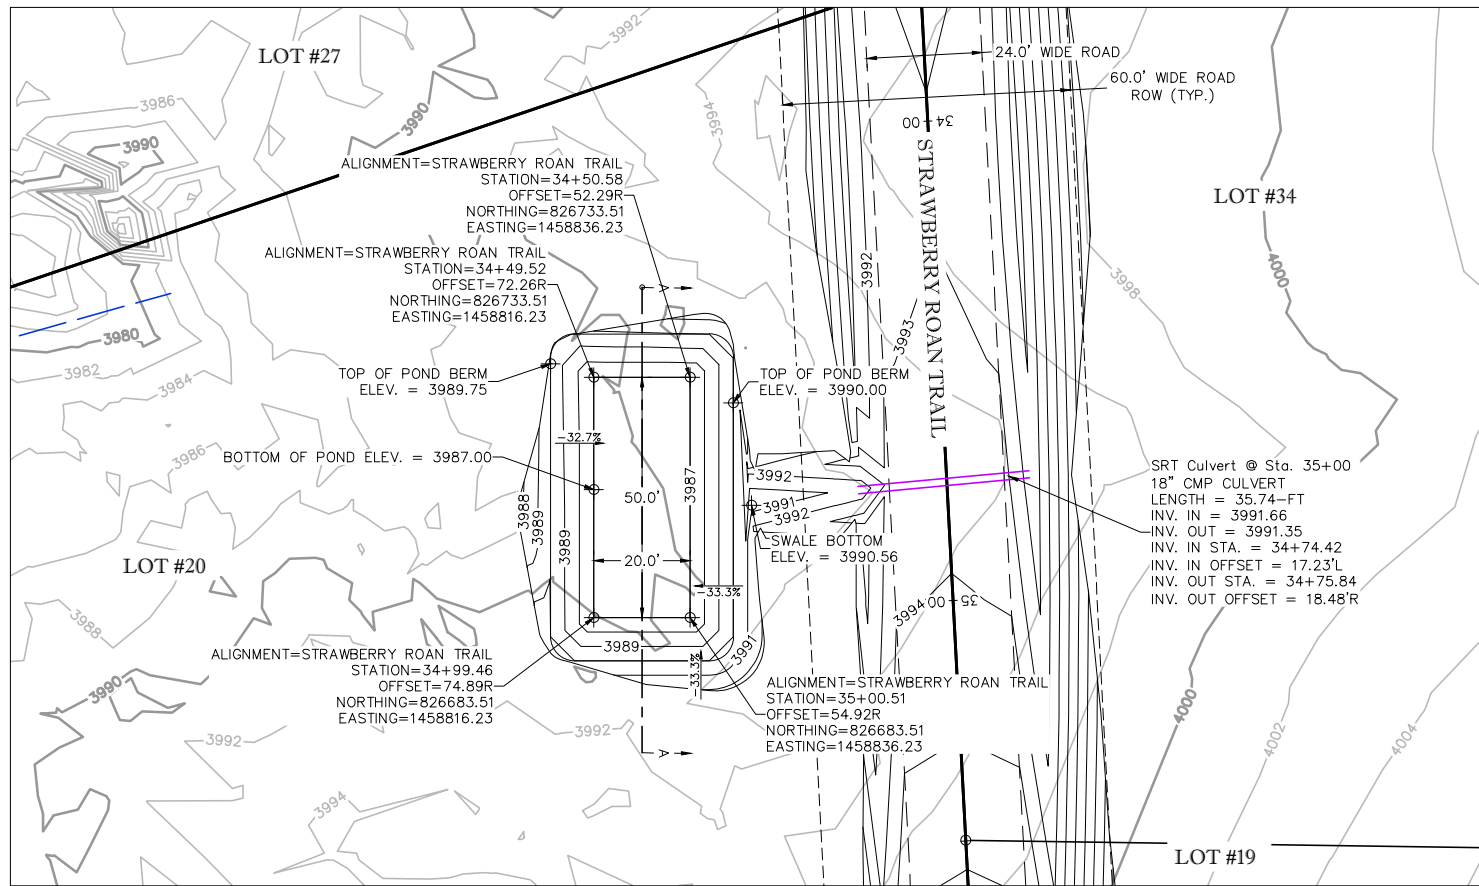 LOT #27
3992
24.0' WIDE ROAD
60.0' WIDE ROAD
ROW (TYP.)
3986
3990
3990
3994
34
00
ALIGNMENT=STRAWBERRY ROAN TRAIL
STATION=34+50.58
OFFSET=52.29R
NORTHING=826733.51
EASTING=1458836.23
LOT #34
STRAWBERRY ROAN TRAIL
ALIGNMENT=STRAWBERRY ROAN TRAIL
STATION=34+49.52
OFFSET=72.26R
NORTHING=826733.51
EASTING=1458816.23
3992
4000
3998
A
3980
3982
3984
3993
TOP OF POND BERM
ELEV. = 3989.75
TOP OF POND BERM
ELEV. = 3990.00
-32.7%
3986
BOTTOM OF POND ELEV. = 3987.00
3987
50.0'
3992
3991
3992
3988
3989
3989
SWALE BOTTOM
ELEV. = 3990.56
SRT Culvert @ Sta. 35+00
18" CMP CULVERT
LENGTH = 35.74-FT
INV. IN = 3991.66
INV. OUT = 3991.35
INV. IN STA. = 34+74.42
INV. IN OFFSET = 17.23'L
INV. OUT STA. = 34+75.84
INV. OUT OFFSET = 18.48'R
LOT #20
20.0'
-33.3%
3994
35
00
3988
3989
3991
-33.3%
ALIGNMENT=STRAWBERRY ROAN TRAIL
STATION=34+99.46
OFFSET=74.89R
NORTHING=826683.51
EASTING=1458816.23
ALIGNMENT=STRAWBERRY ROAN TRAIL
STATION=35+00.51
OFFSET=54.92R
NORTHING=826683.51
EASTING=1458836.23
3990
4000
3992
3992
A
4002
4004
3994
LOT #19